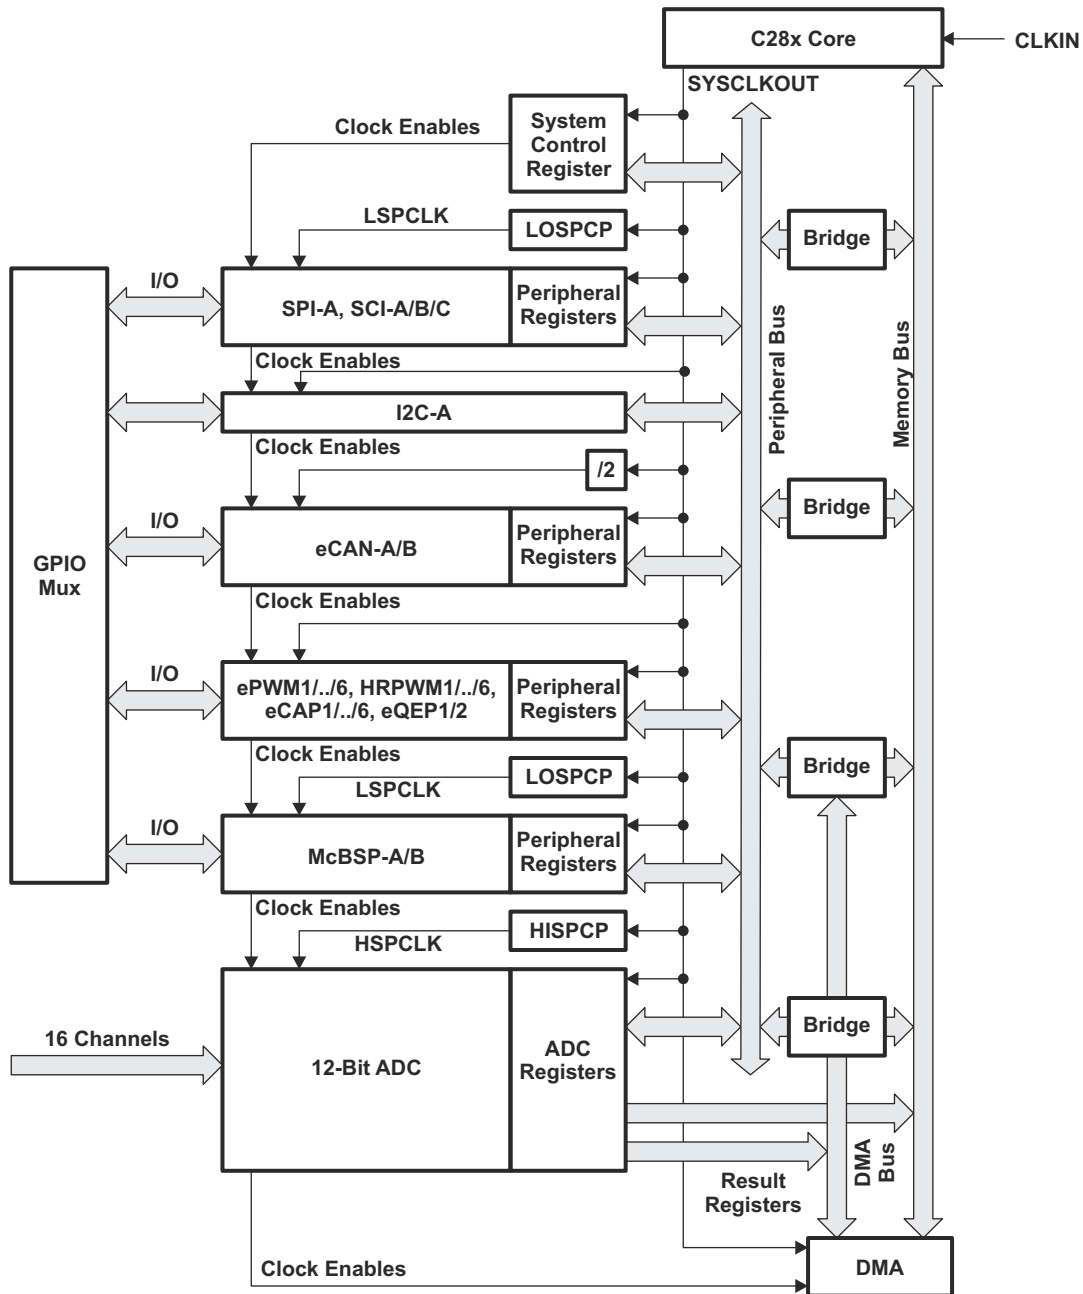 C28x Core
CLKIN
SYSCLKOUT
Clock Enables
System
Control
Register
LSPCLK
LOSPCP
Bridge
I/O
SPI-A, SCI-A/B/C
Peripheral
Registers
Peripheral Bus
Memory Bus
Clock Enables
I2C-A
Clock Enables
/2
Bridge
GPIO
Mux
I/O
eCAN-A/B
Peripheral
Registers
Clock Enables
I/O
ePWM1/../6, HRPWM1/../6,
eCAP1/../6, eQEP1/2
Peripheral
Registers
Clock Enables
LSPCLK
LOSPCP
Bridge
I/O
McBSP-A/B
Peripheral
Registers
Clock Enables
HSPCLK
HISPCP
16 Channels
12-Bit ADC
ADC
Registers
Bridge
DMA
Bus
Result
Registers
Clock Enables
DMA